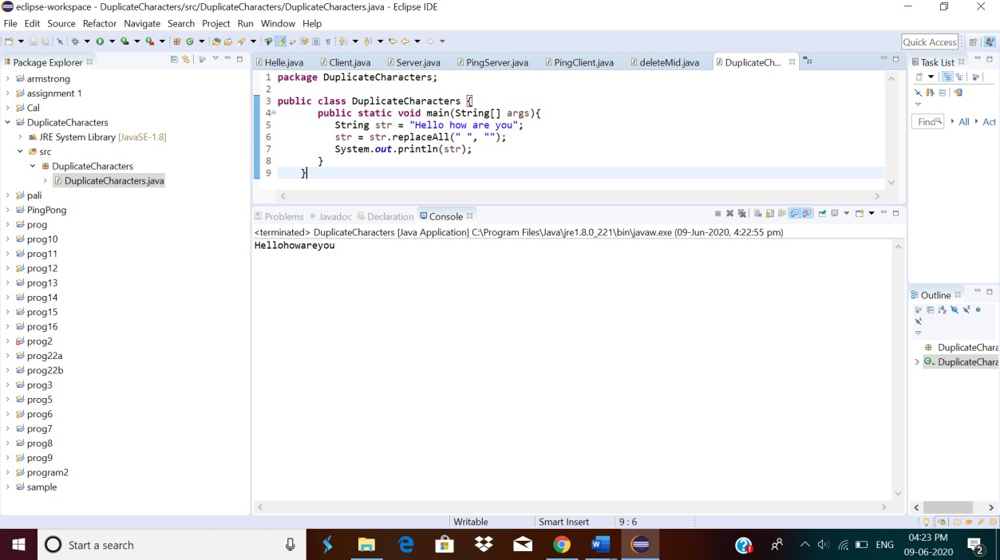 eclipse-workspace - DuplicateCharacters/src/DuplicateCharacters/DuplicateCharacters.java - Eclipse IDE
File Edit Source Refactor Navigate Search Project Run Window Help
Quick Access
Package Explorer
armstrong
assignment 1
Cal
DuplicateCharacters
JRE System Library [JavaSE-1.8]
src
DuplicateCharacters
DuplicateCharacters.java
pali
PingPong
prog
prog10
prog11
prog12
prog13
prog14
prog15
prog16
prog2
prog22a
prog22b
prog3
prog5
prog6
prog7
prog8
prog9
program2
sample
Helle.java Client.java Server.java PingServer.java PingClient.java deleteMid.java DuplicateCh... »23
1 package DuplicateCharacters;
2
3 public class DuplicateCharacters {
4 public static void main(String[] args){
5 String str = "Hello how are you";
6 str = str.replaceAll(" ", "");
7 System.out.println(str);
8 }
9 }
Problems Javadoc Declaration Console
<terminated> DuplicateCharacters [Java Application] C:\Program Files\Java\jre1.8.0_221\bin\javaw.exe (09-Jun-2020, 4:22:55 pm)
Hellohowareyou
Task List
Find All Act
Outline
DuplicateChara
DuplicateChara
Writable Smart Insert 9 : 6
Start a search
ENG
04:23 PM
09-06-2020
2